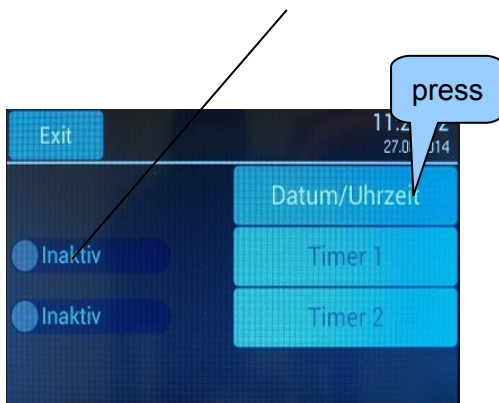 press
Exit
Datum/Uhrzeit
Inaktiv
Timer 1
Inaktiv
Timer 2